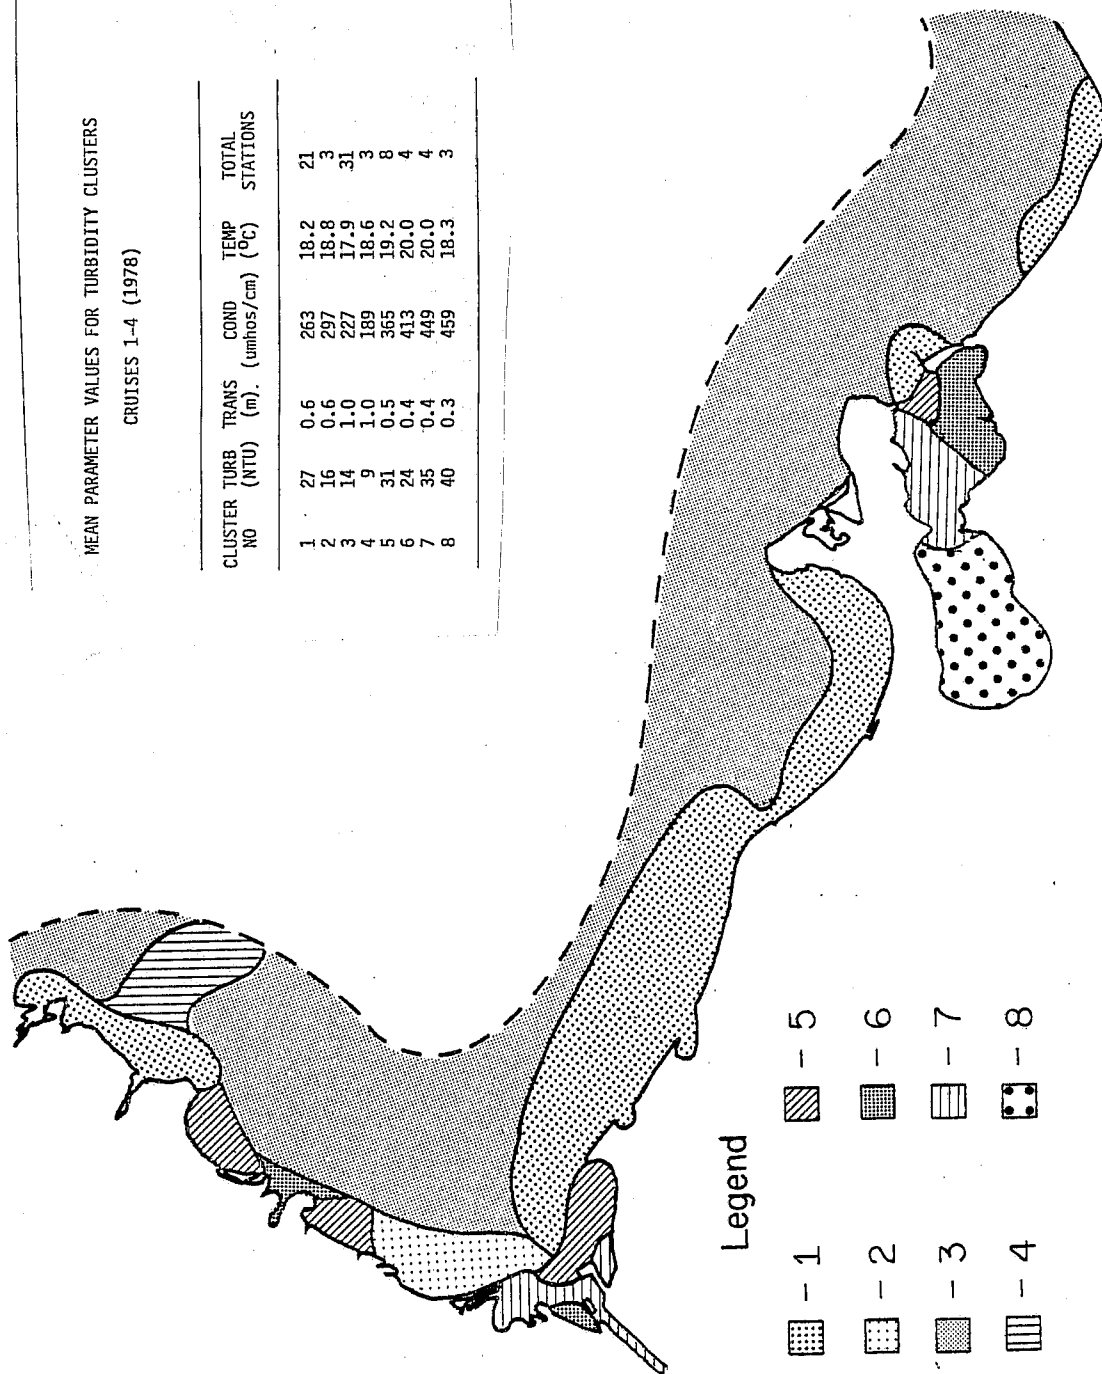 MEAN PARAMETER VALUES FOR TURBIDITY CLUSTERS
CRUISES 1-4 (1978)
CLUSTER TURB TRANS COND TEMP TOTAL
NO (NTU) (m). (umhos/cm) (°C) STATIONS
1 27 0.6 263 18.2 21
2 16 0.6 297 18.8 3
3 14 1.0 227 17.9 31
4 9 1.0 189 18.6 3
5 31 0.5 365 19.2 8
6 24 0.4 413 20.0 4
7 35 0.4 449 20.0 4
8 40 0.3 459 18.3 3
Legend
- 1
- 2
- 3
- 4
- 5
- 6
- 7
- 8